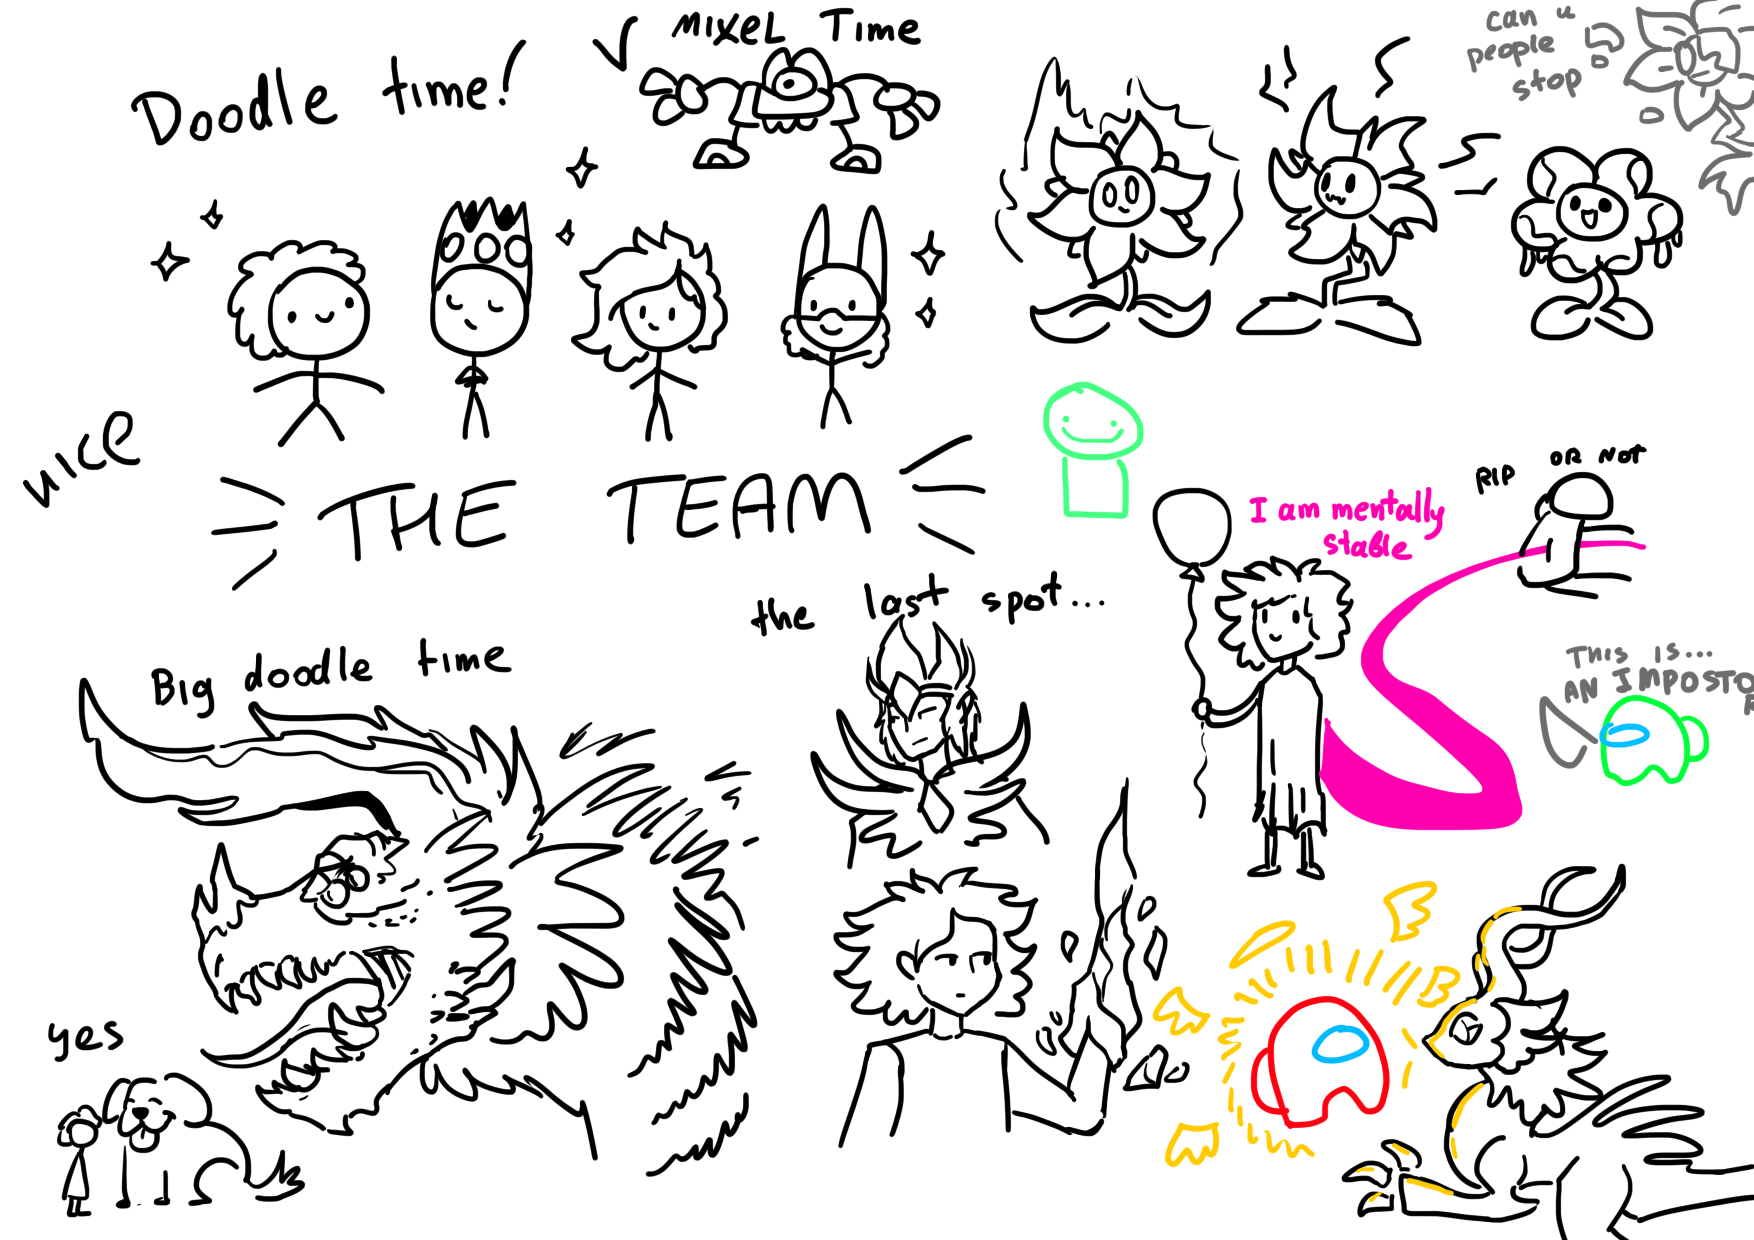 Doodle time!
MIXEL TIME
can u
people
stop
NICE
THE TEAM
I am mentally
stable
RIP OR NOT
the last spot...
Big doodle time
THIS IS...
AN IMPOSTO
R
yes